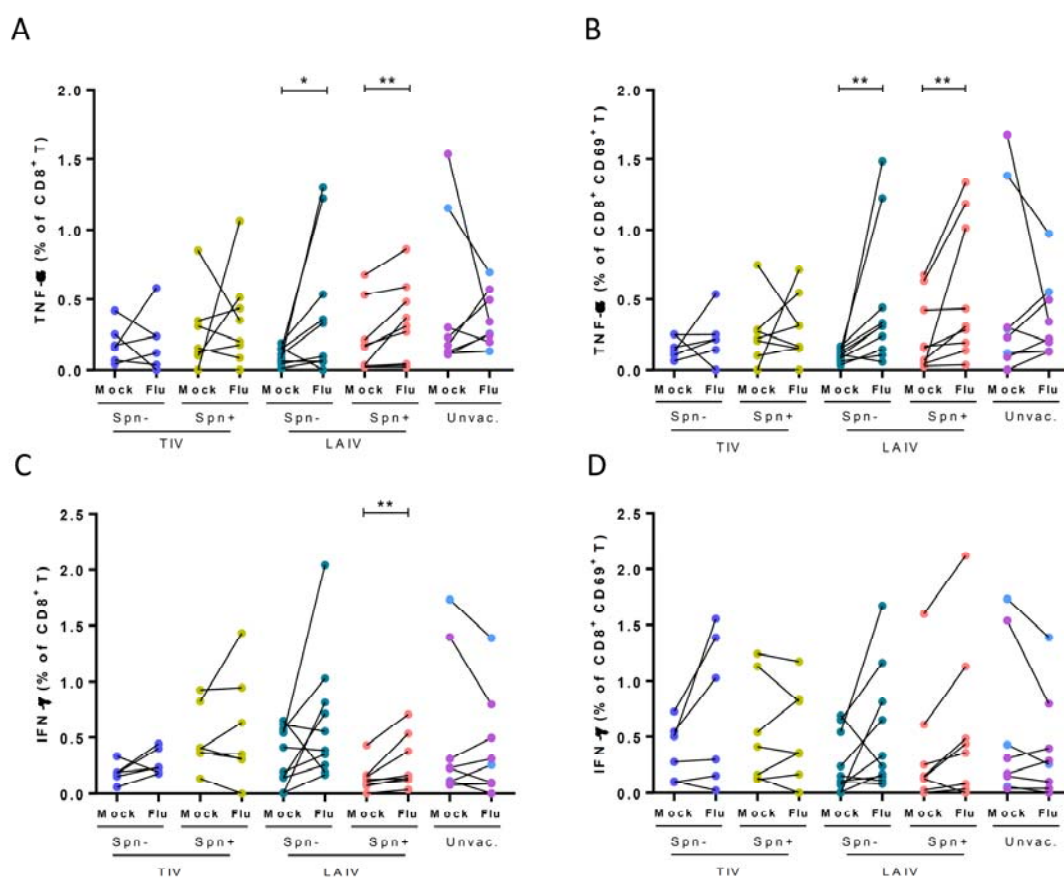 A
B
* **
** **
TNF-α (% of CD8+ T)
2.0
1.5
1.0
0.5
0.0
Mock Flu Mock Flu Mock Flu Mock Flu Mock Flu
Spn- Spn+ Spn- Spn+ Unvac.
TIV LAIV
TNF-α (% of CD8+ CD69+ T)
2.0
1.5
1.0
0.5
0.0
Mock Flu Mock Flu Mock Flu Mock Flu Mock Flu
Spn- Spn+ Spn- Spn+ Unvac.
TIV LAIV
C
D
**
IFN-γ (% of CD8+ T)
2.5
2.0
1.5
1.0
0.5
0.0
Mock Flu Mock Flu Mock Flu Mock Flu Mock Flu
Spn- Spn+ Spn- Spn+ Unvac.
TIV LAIV
IFN-γ (% of CD8+ CD69+ T)
2.5
2.0
1.5
1.0
0.5
0.0
Mock Flu Mock Flu Mock Flu Mock Flu Mock Flu
Spn- Spn+ Spn- Spn+ Unvac.
TIV LAIV